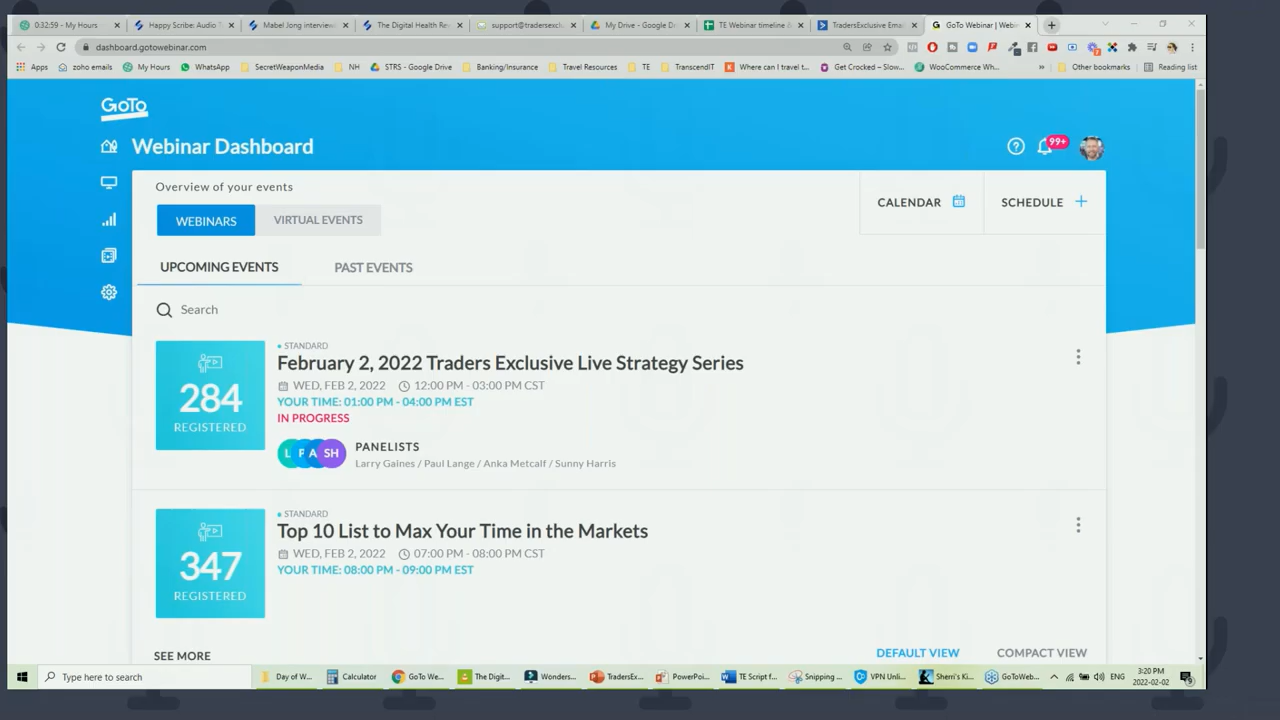 0:32:59 - My Hours
Happy Scribe: Audio T
Mabel Jong interviewi
The Digital Health Re
support@tradersexclus
My Drive - Google Dri
TE Webinar timeline &
TradersExclusive Emai
GoTo Webinar | Webin
dashboard.gotowebinar.com
Apps
zoho emails
My Hours
WhatsApp
SecretWeaponMedia
NH
STRS - Google Drive
Banking/Insurance
Travel Resources
TE
TranscendIT
Where can I travel t...
Get Crocked – Slow...
WooCommerce Wh...
Other bookmarks
Reading list
GoTo
Webinar Dashboard
99+
Overview of your events
CALENDAR
SCHEDULE
WEBINARS
VIRTUAL EVENTS
UPCOMING EVENTS
PAST EVENTS
Search
284
REGISTERED
STANDARD
February 2, 2022 Traders Exclusive Live Strategy Series
WED, FEB 2, 2022 12:00 PM - 03:00 PM CST
YOUR TIME: 01:00 PM - 04:00 PM EST
IN PROGRESS
L P A SH
PANELISTS
Larry Gaines / Paul Lange / Anka Metcalf / Sunny Harris
347
REGISTERED
STANDARD
Top 10 List to Max Your Time in the Markets
WED, FEB 2, 2022 07:00 PM - 08:00 PM CST
YOUR TIME: 08:00 PM - 09:00 PM EST
SEE MORE
DEFAULT VIEW
COMPACT VIEW
Type here to search
Day of W...
Calculator
GoTo We...
The Digit...
Wonders...
TradersEx...
PowerPoi...
TE Script f...
Snipping ...
VPN Unli...
Sherri's Ki...
GoToWeb...
ENG
3:20 PM
2022-02-02